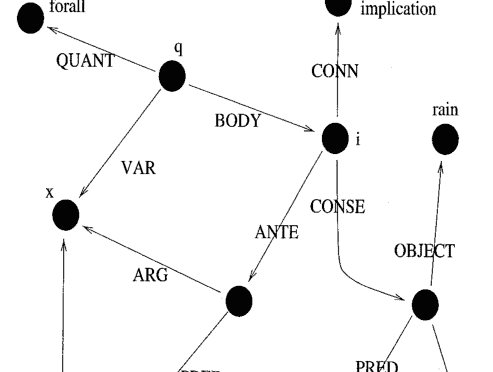 forall
implication
q
QUANT
CONN
rain
BODY
i
VAR
x
CONSE
ANTE
OBJECT
ARG
PRED